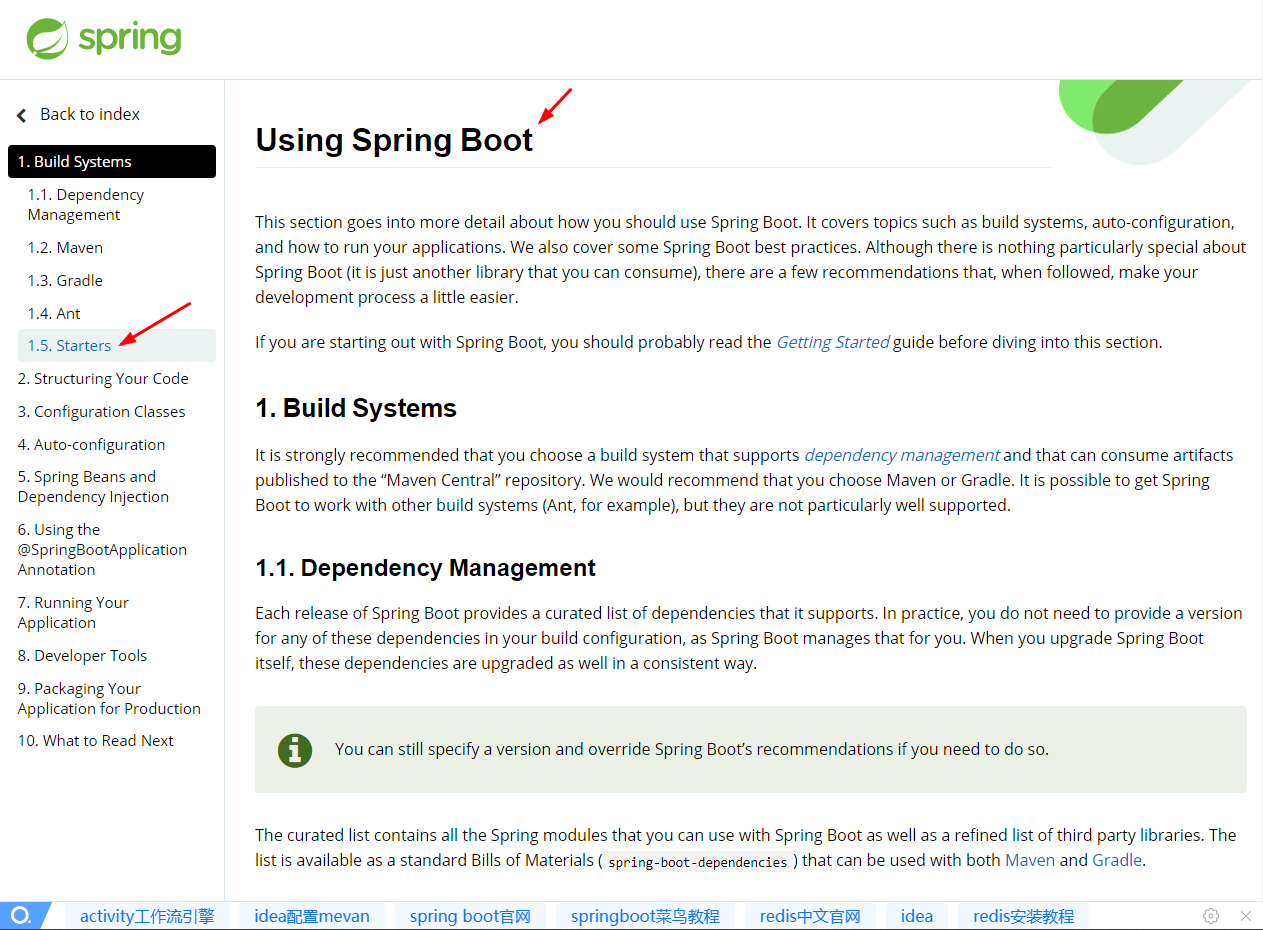 spring
Back to index
1. Build Systems
1.1. Dependency
Management
1.2. Maven
1.3. Gradle
1.4. Ant
1.5. Starters
2. Structuring Your Code
3. Configuration Classes
4. Auto-configuration
5. Spring Beans and
Dependency Injection
6. Using the
@SpringBootApplication
Annotation
7. Running Your
Application
8. Developer Tools
9. Packaging Your
Application for Production
10. What to Read Next
Using Spring Boot
This section goes into more detail about how you should use Spring Boot. It covers topics such as build systems, auto-configuration,
and how to run your applications. We also cover some Spring Boot best practices. Although there is nothing particularly special about
Spring Boot (it is just another library that you can consume), there are a few recommendations that, when followed, make your
development process a little easier.
If you are starting out with Spring Boot, you should probably read the Getting Started guide before diving into this section.
1. Build Systems
It is strongly recommended that you choose a build system that supports dependency management and that can consume artifacts
published to the “Maven Central” repository. We would recommend that you choose Maven or Gradle. It is possible to get Spring
Boot to work with other build systems (Ant, for example), but they are not particularly well supported.
1.1. Dependency Management
Each release of Spring Boot provides a curated list of dependencies that it supports. In practice, you do not need to provide a version
for any of these dependencies in your build configuration, as Spring Boot manages that for you. When you upgrade Spring Boot
itself, these dependencies are upgraded as well in a consistent way.
You can still specify a version and override Spring Boot’s recommendations if you need to do so.
The curated list contains all the Spring modules that you can use with Spring Boot as well as a refined list of third party libraries. The
list is available as a standard Bills of Materials ( spring-boot-dependencies ) that can be used with both Maven and Gradle.
activity工作流引擎 idea配置mevan spring boot官网 springboot菜鸟教程 redis中文官网 idea redis安装教程